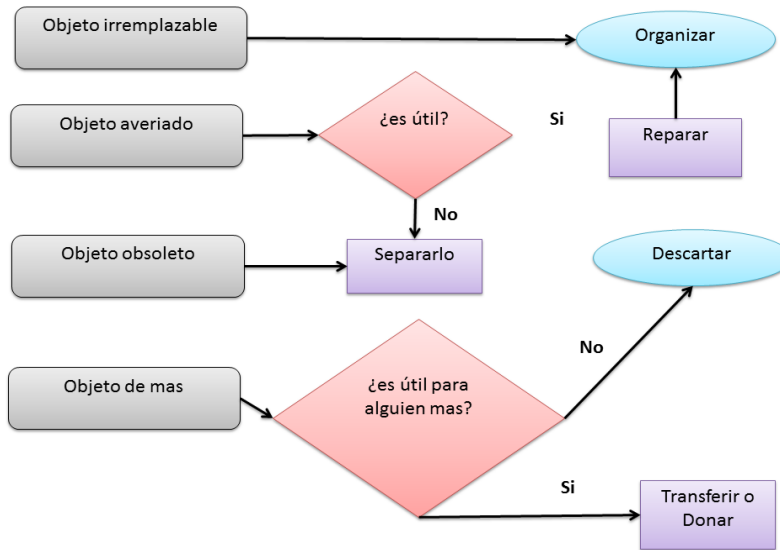 Objeto irremplazable
Organizar
Objeto averiado
¿es útil?
Si
Reparar
No
Objeto obsoleto
Separarlo
Descartar
No
Objeto de mas
¿es útil para
alguien mas?
Si
Transferir o
Donar